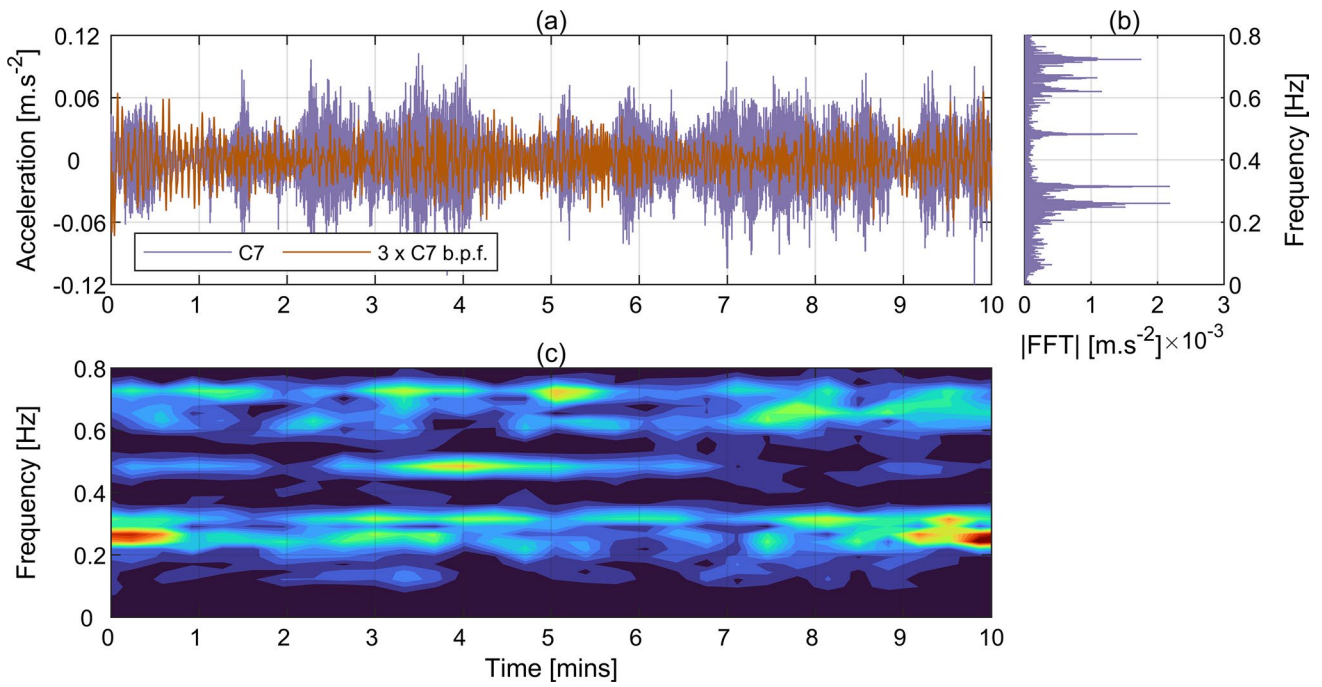 (a)
Acceleration [m.s-2]
0.12
0.06
0
-0.06
-0.12
C7
3 x C7 b.p.f.
0 1 2 3 4 5 6 7 8 9 10
(b)
0.8
0.6
0.4
0.2
0
Frequency [Hz]
0 1 2 3
|FFT| [m.s-2]×10-3
(c)
Frequency [Hz]
0.8
0.6
0.4
0.2
0
0 1 2 3 4 5 6 7 8 9 10
Time [mins]